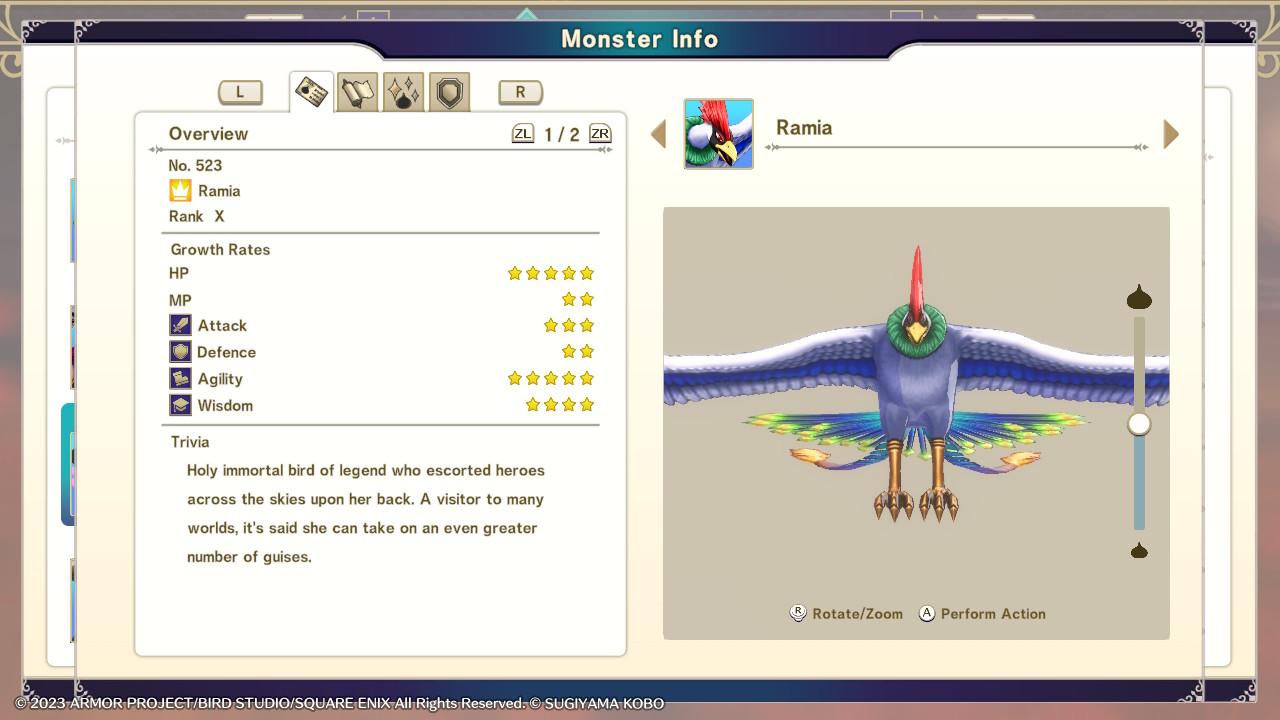 Monster Info
L
R
Overview
ZL 1 / 2 ZR
No. 523
Ramia
Rank X
Growth Rates
HP
MP
Attack
Defence
Agility
Wisdom
Trivia
Holy immortal bird of legend who escorted heroes
across the skies upon her back. A visitor to many
worlds, it's said she can take on an even greater
number of guises.
Ramia
R Rotate/Zoom A Perform Action
© 2023 ARMOR PROJECT/BIRD STUDIO/SQUARE ENIX All Rights Reserved. © SUGIYAMA KOBO